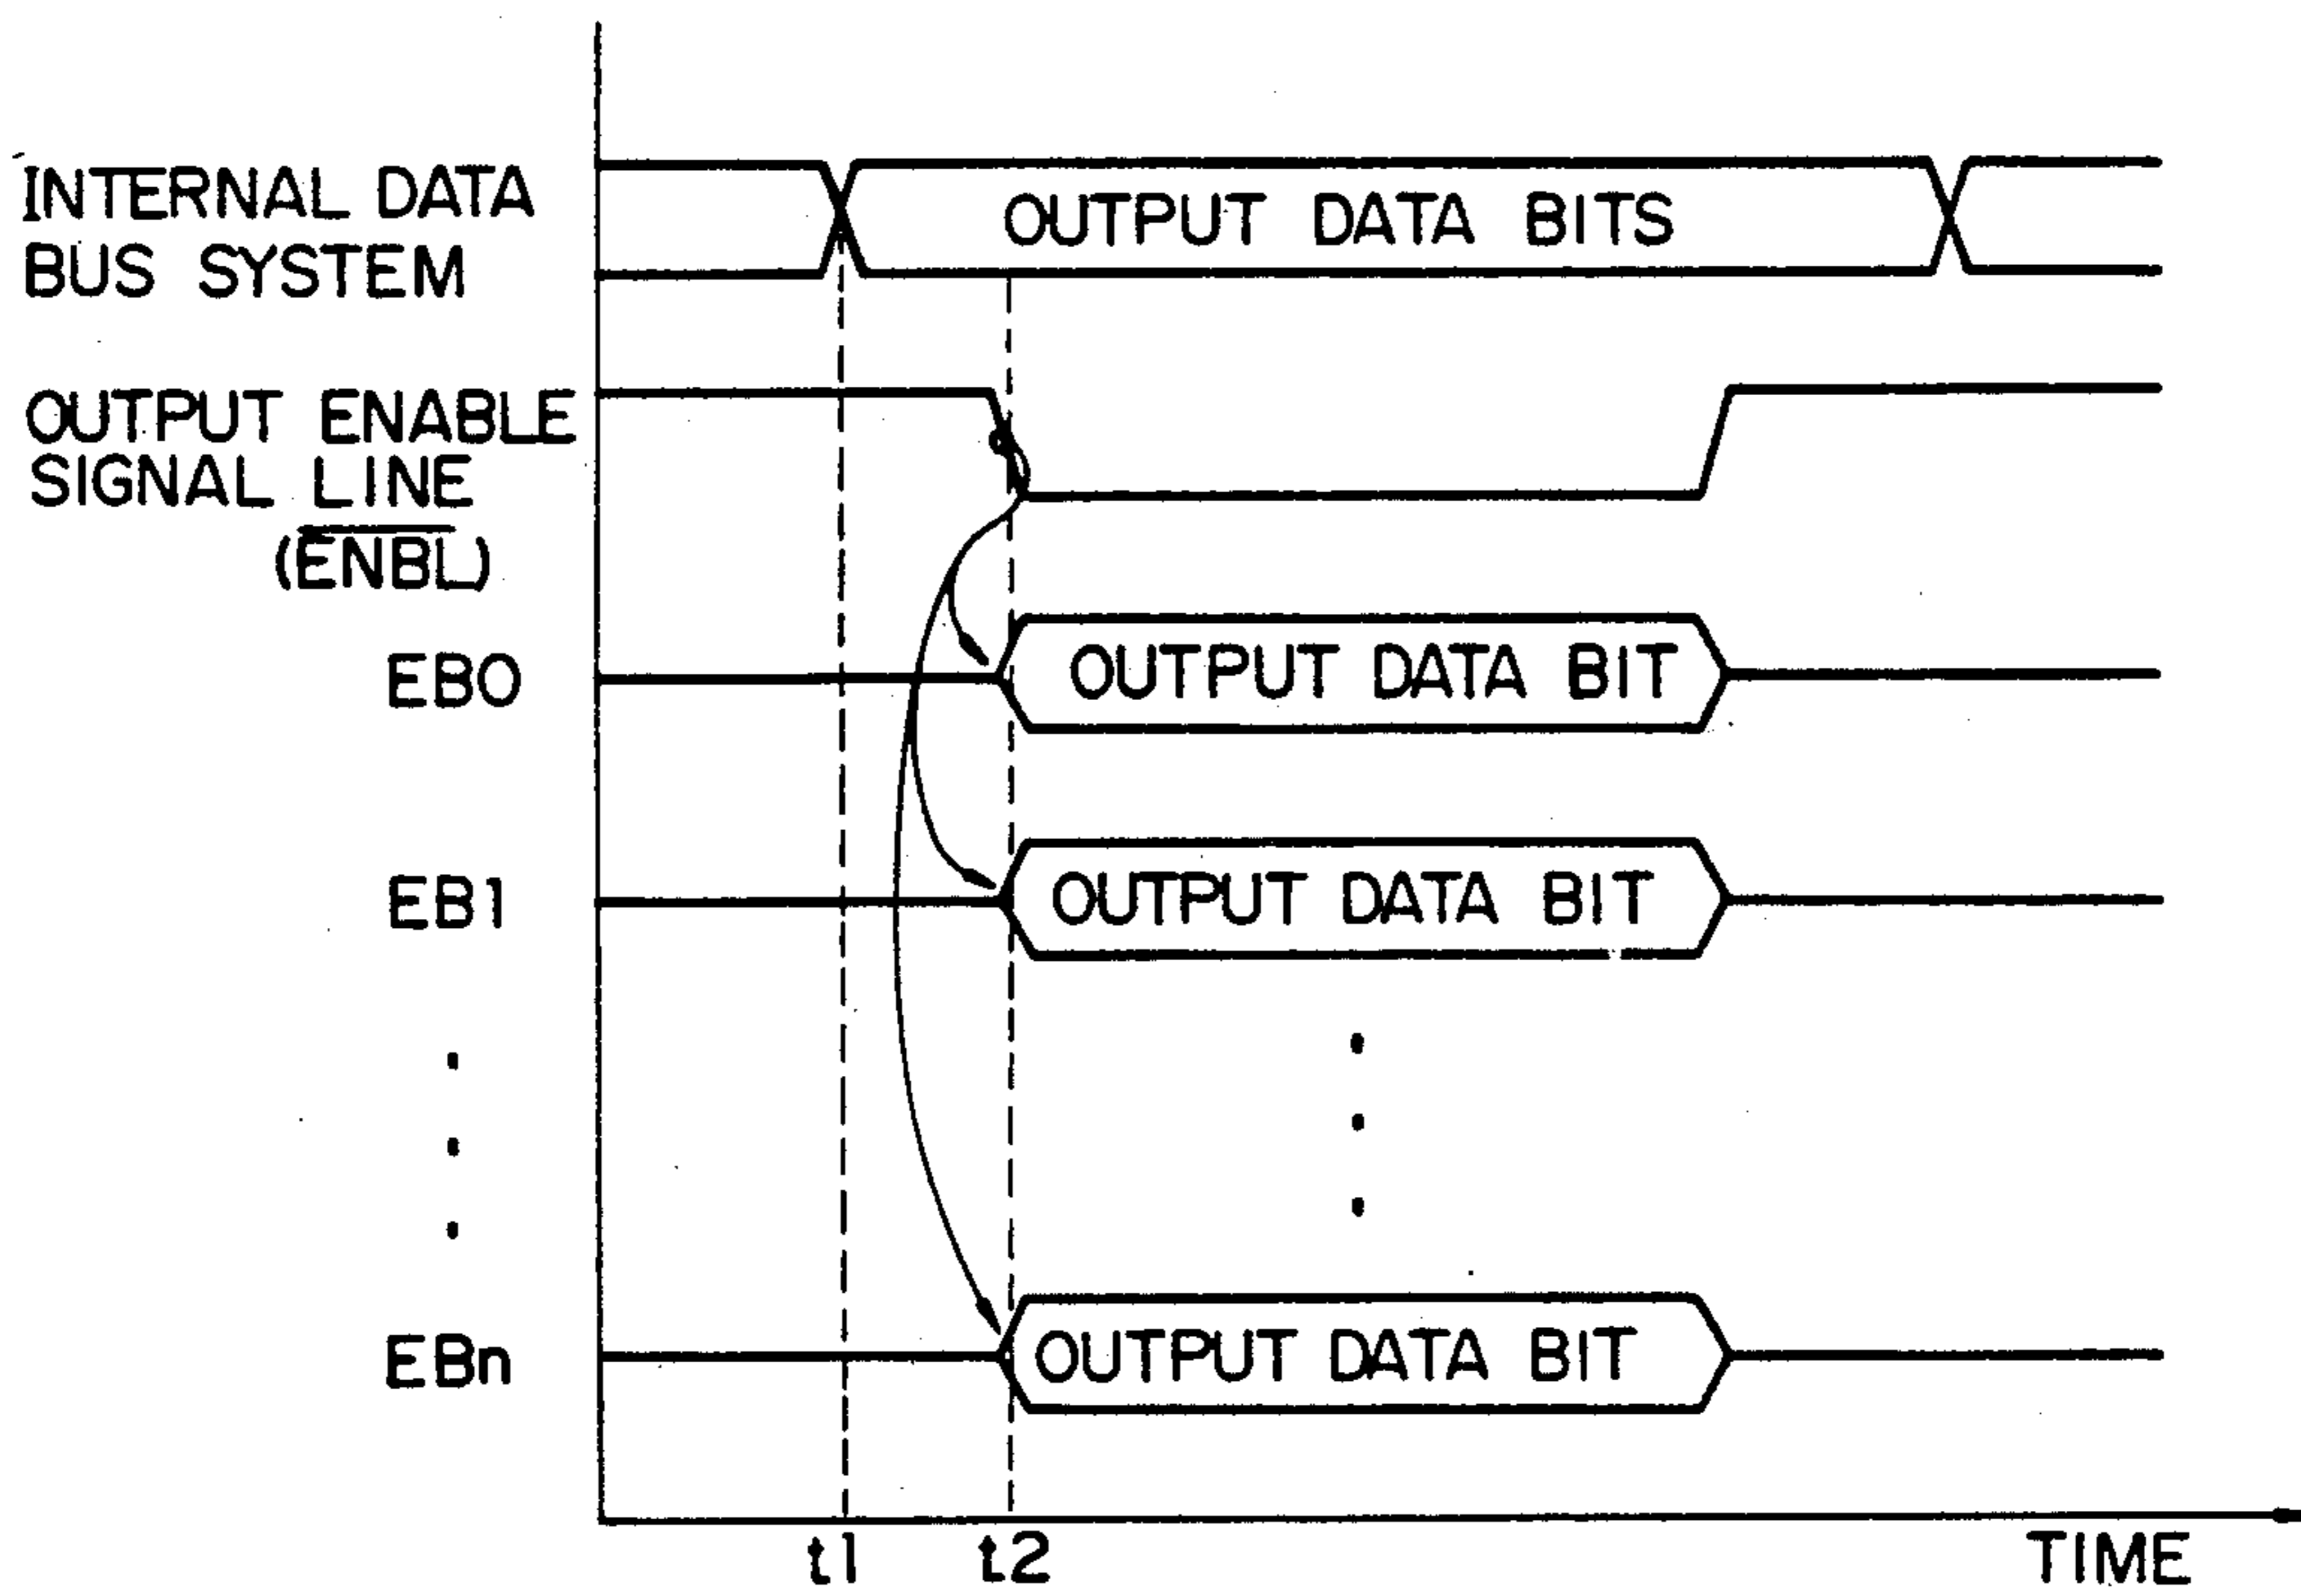 INTERNAL DATA
BUS SYSTEM
OUTPUT DATA BITS
OUTPUT ENABLE
SIGNAL LINE
(ENBL)
EB0
OUTPUT DATA BIT
EB1
OUTPUT DATA BIT
EBn
OUTPUT DATA BIT
t1
t2
TIME